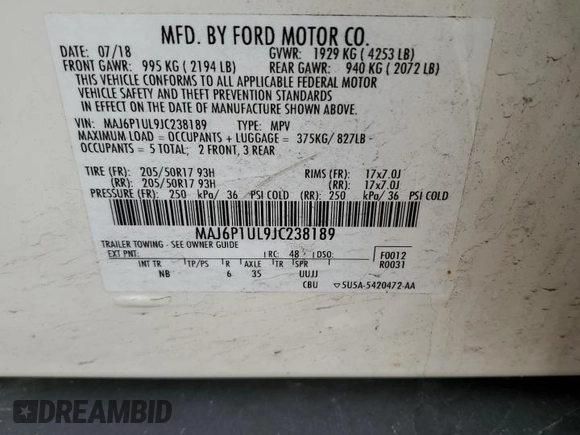 MFD. BY FORD MOTOR CO.
DATE: 07/18 GVWR: 1929 KG ( 4253 LB)
FRONT GAWR: 995 KG ( 2194 LB) REAR GAWR: 940 KG ( 2072 LB)
THIS VEHICLE CONFORMS TO ALL APPLICABLE FEDERAL MOTOR
VEHICLE SAFETY AND THEFT PREVENTION STANDARDS
IN EFFECT ON THE DATE OF MANUFACTURE SHOWN ABOVE.
VIN: MAJ6P1UL9JC238189 TYPE: MPV
MAXIMUM LOAD = OCCUPANTS + LUGGAGE = 375KG/ 827LB
OCCUPANTS = 5 TOTAL; 2 FRONT, 3 REAR
TIRE (FR): 205/50R17 93H RIMS (FR): 17x7.0J
(RR): 205/50R17 93H (RR): 17x7.0J
PRESSURE (FR): 250 kPa/ 36 PSI COLD (RR): 250 kPa/ 36 PSI COLD
MAJ6P1UL9JC238189
TRAILER TOWING - SEE OWNER GUIDE
EXT PNT: RC: 48 DSO: F0012
R0031
INT TR TP/PS R AXLE TR SPR
NB 6 35 UUJJ
CBU ▽5U5A-5420472-AA
DREAMBID